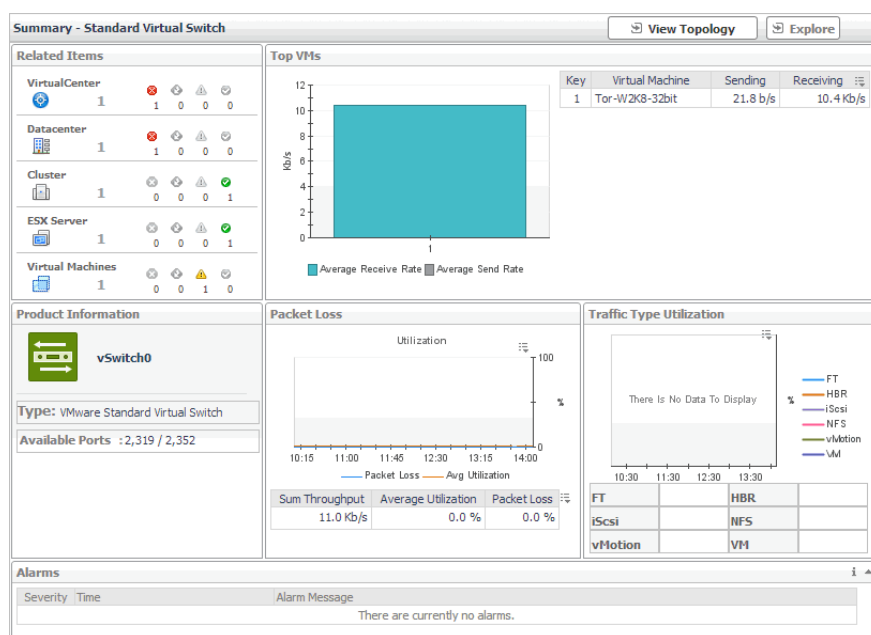 Summary - Standard Virtual Switch
View Topology
Explore
Related Items
VirtualCenter
1
1 0 0 0
Datacenter
1
1 0 0 0
Cluster
1
0 0 0 1
ESX Server
1
0 0 0 1
Virtual Machines
1
0 0 1 0
Top VMs
12
10
8
6
4
2
0
Kb/s
1
Average Receive Rate Average Send Rate
Key Virtual Machine Sending Receiving
1 Tor-W2K8-32bit 21.8 b/s 10.4 Kb/s
Product Information
vSwitch0
Type: VMware Standard Virtual Switch
Available Ports : 2,319 / 2,352
Packet Loss
Utilization
100
%
0
10:15 11:00 11:45 12:30 13:15 14:00
Packet Loss Avg Utilization
Sum Throughput Average Utilization Packet Loss
11.0 Kb/s 0.0 % 0.0 %
Traffic Type Utilization
There Is No Data To Display
%
10:30 11:30 12:30 13:30
FT
HBR
iScsi
NFS
vMotion
VM
FT HBR
iScsi NFS
vMotion VM
Alarms
Severity Time Alarm Message
There are currently no alarms.